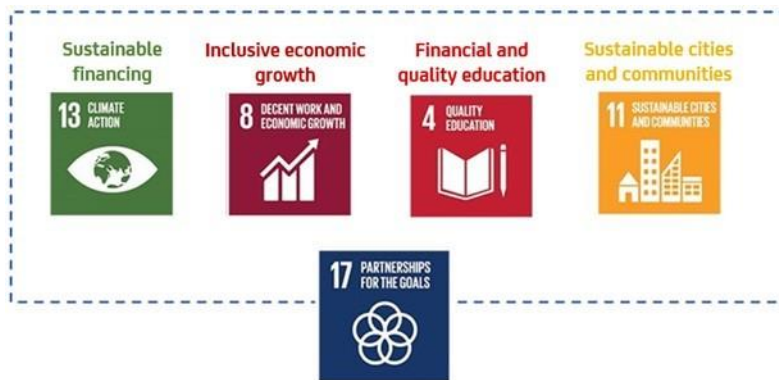 Sustainable
financing
Inclusive economic
growth
Financial and
quality education
Sustainable cities
and communities
13 CLIMATE
ACTION
8 DECENT WORK AND
ECONOMIC GROWTH
4 QUALITY
EDUCATION
11 SUSTAINABLE CITIES
AND COMMUNITIES
17 PARTNERSHIPS
FOR THE GOALS